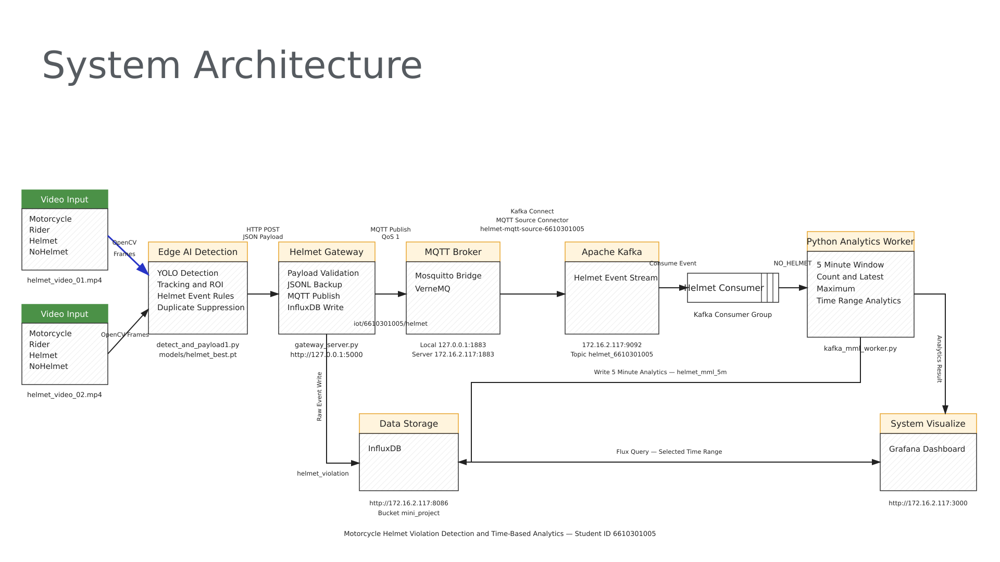 System Architecture
Video Input
Motorcycle
Rider
Helmet
NoHelmet
helmet_video_01.mp4
OpenCV
Frames
Video Input
Motorcycle
Rider
Helmet
NoHelmet
helmet_video_02.mp4
OpenCV Frames
Edge AI Detection
YOLO Detection
Tracking and ROI
Helmet Event Rules
Duplicate Suppression
detect_and_payload1.py
models/helmet_best.pt
HTTP POST
JSON Payload
Helmet Gateway
Payload Validation
JSONL Backup
MQTT Publish
InfluxDB Write
gateway_server.py
http://127.0.0.1:5000
MQTT Publish
QoS 1
iot/6610301005/helmet
MQTT Broker
Mosquitto Bridge
VerneMQ
Local 127.0.0.1:1883
Server 172.16.2.117:1883
Kafka Connect
MQTT Source Connector
helmet-mqtt-source-6610301005
Apache Kafka
Helmet Event Stream
172.16.2.117:9092
Topic helmet_6610301005
Consume Event
Helmet Consumer
Kafka Consumer Group
NO_HELMET
Python Analytics Worker
5 Minute Window
Count and Latest
Maximum
Time Range Analytics
kafka_mml_worker.py
Analytics Result
Write 5 Minute Analytics — helmet_mml_5m
Raw Event Write
helmet_violation
Data Storage
InfluxDB
http://172.16.2.117:8086
Bucket mini_project
Flux Query — Selected Time Range
System Visualize
Grafana Dashboard
http://172.16.2.117:3000
Motorcycle Helmet Violation Detection and Time-Based Analytics — Student ID 6610301005